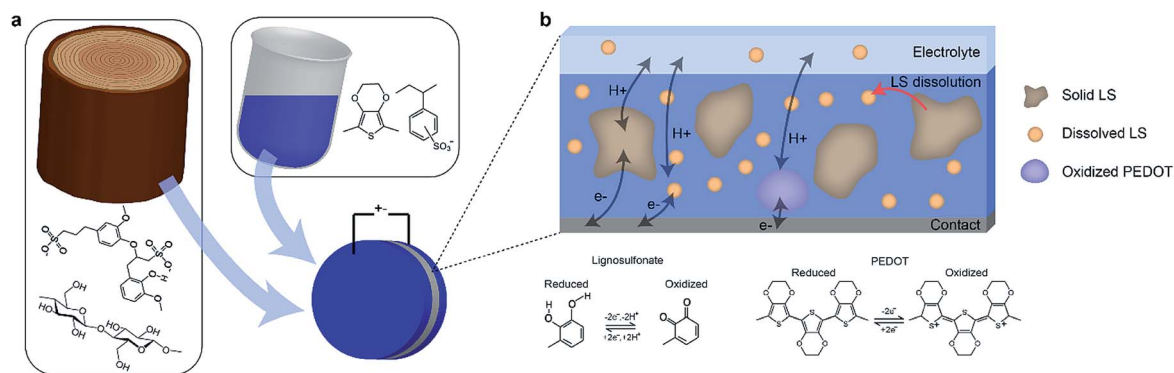 a
b
SO₃⁻
+-
Electrolyte
LS dissolution
H+
H+
H+
e-
e-
e-
Contact
Solid LS
Dissolved LS
Oxidized PEDOT
Lignosulfonate
Reduced
Oxidized
-2e⁻,-2H⁺
+2e⁻,+2H⁺
PEDOT
Reduced
Oxidized
-2e⁻
+2e⁻